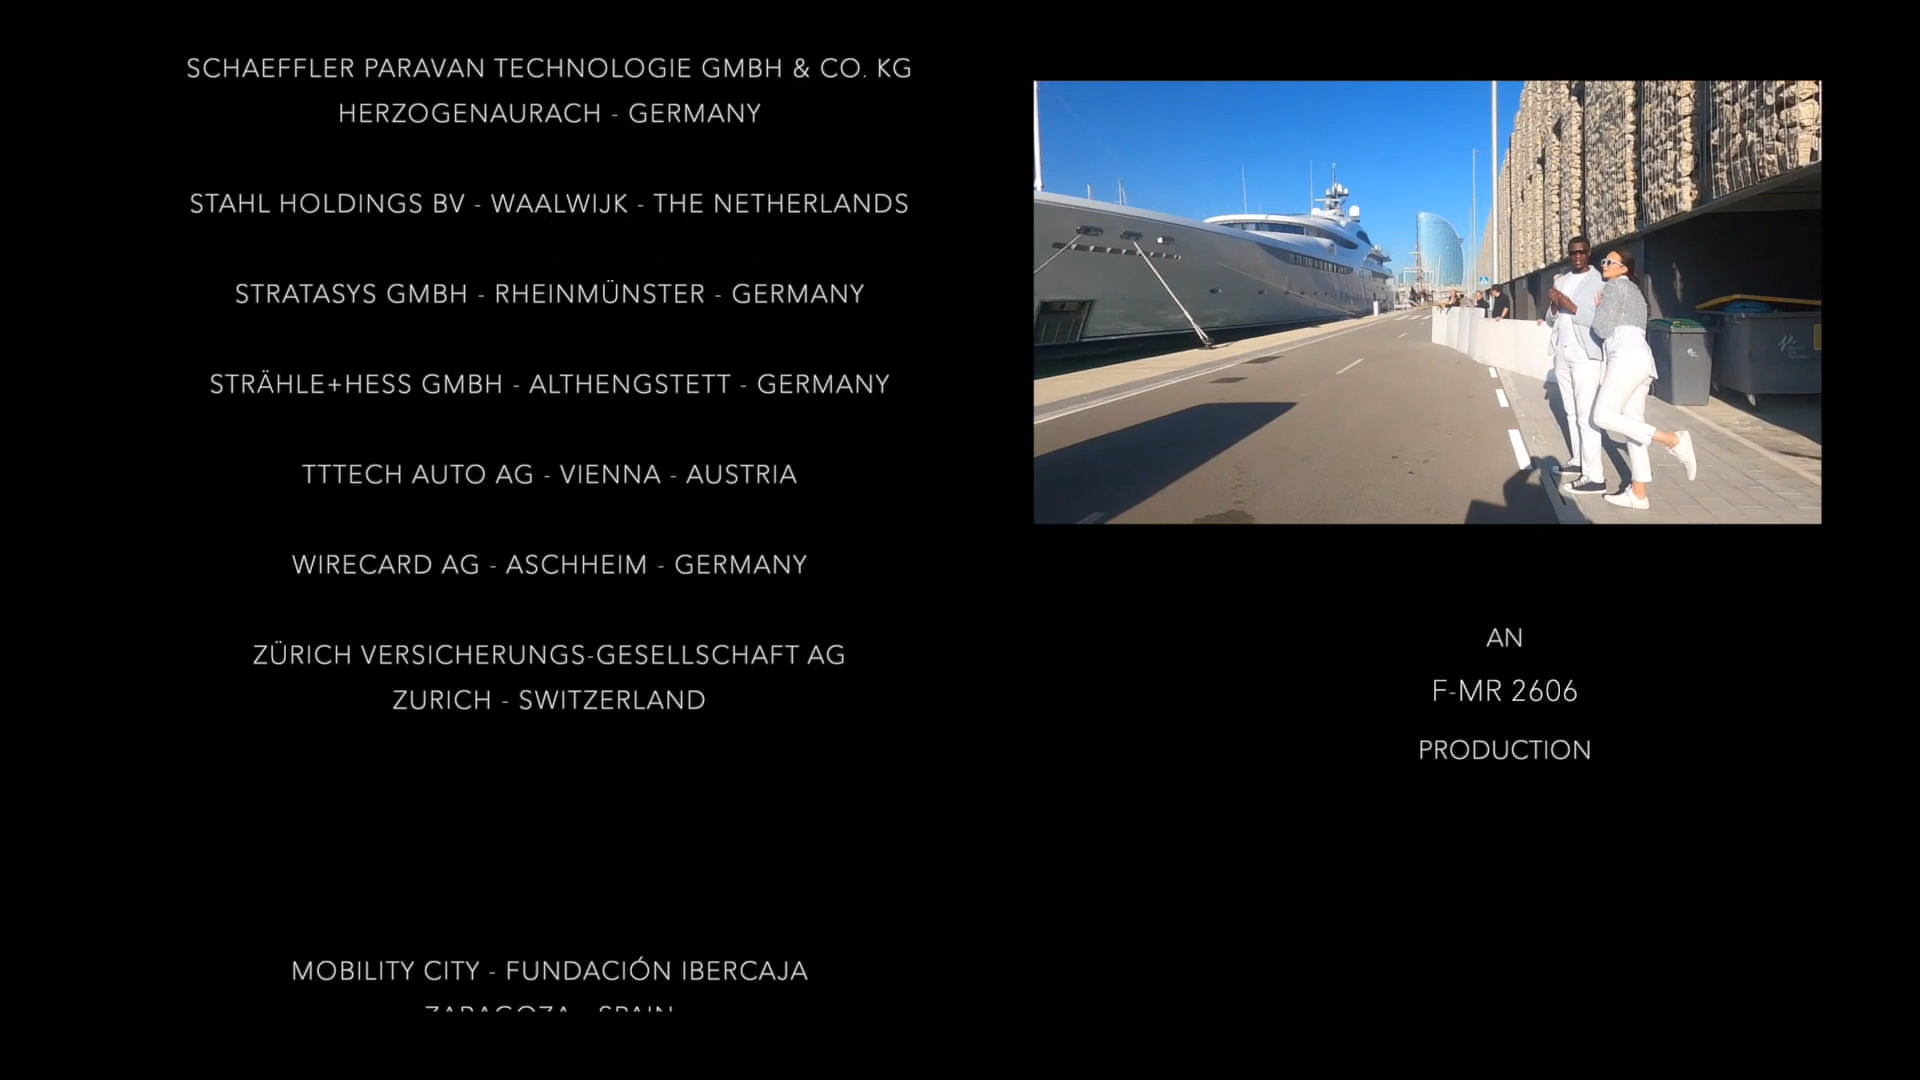 SCHAEFFLER PARAVAN TECHNOLOGIE GMBH & CO. KG
HERZOGENAURACH - GERMANY
STAHL HOLDINGS BV - WAALWIJK - THE NETHERLANDS
STRATASYS GMBH - RHEINMÜNSTER - GERMANY
STRÄHLE+HESS GMBH - ALTHENGSTETT - GERMANY
TTTECH AUTO AG - VIENNA - AUSTRIA
WIRECARD AG - ASCHHEIM - GERMANY
ZÜRICH VERSICHERUNGS-GESELLSCHAFT AG
ZURICH - SWITZERLAND
MOBILITY CITY - FUNDACIÓN IBERCAJA
ZARAGOZA - SPAIN
AN
F-MR 2606
PRODUCTION